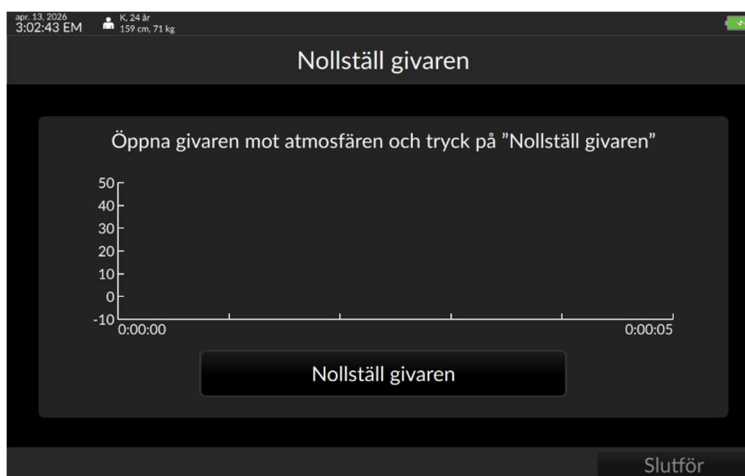 apr. 13, 2026
3:02:43 EM
K, 24 år
159 cm, 71 kg
Nollställ givaren
Öppna givaren mot atmosfären och tryck på ”Nollställ givaren”
50
40
30
20
10
0
-10
0:00:00
0:00:05
Nollställ givaren
Slutför